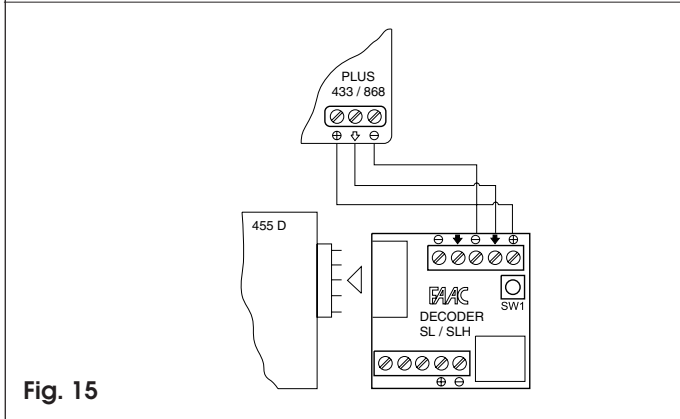 PLUS
433 / 868
⊕ ⇩ ⊖
455 D
⊖ ⬇ ⊖ ⬇ ⊕
FAAC
SW1
DECODER
SL / SLH
⊕ ⊖
Fig. 15